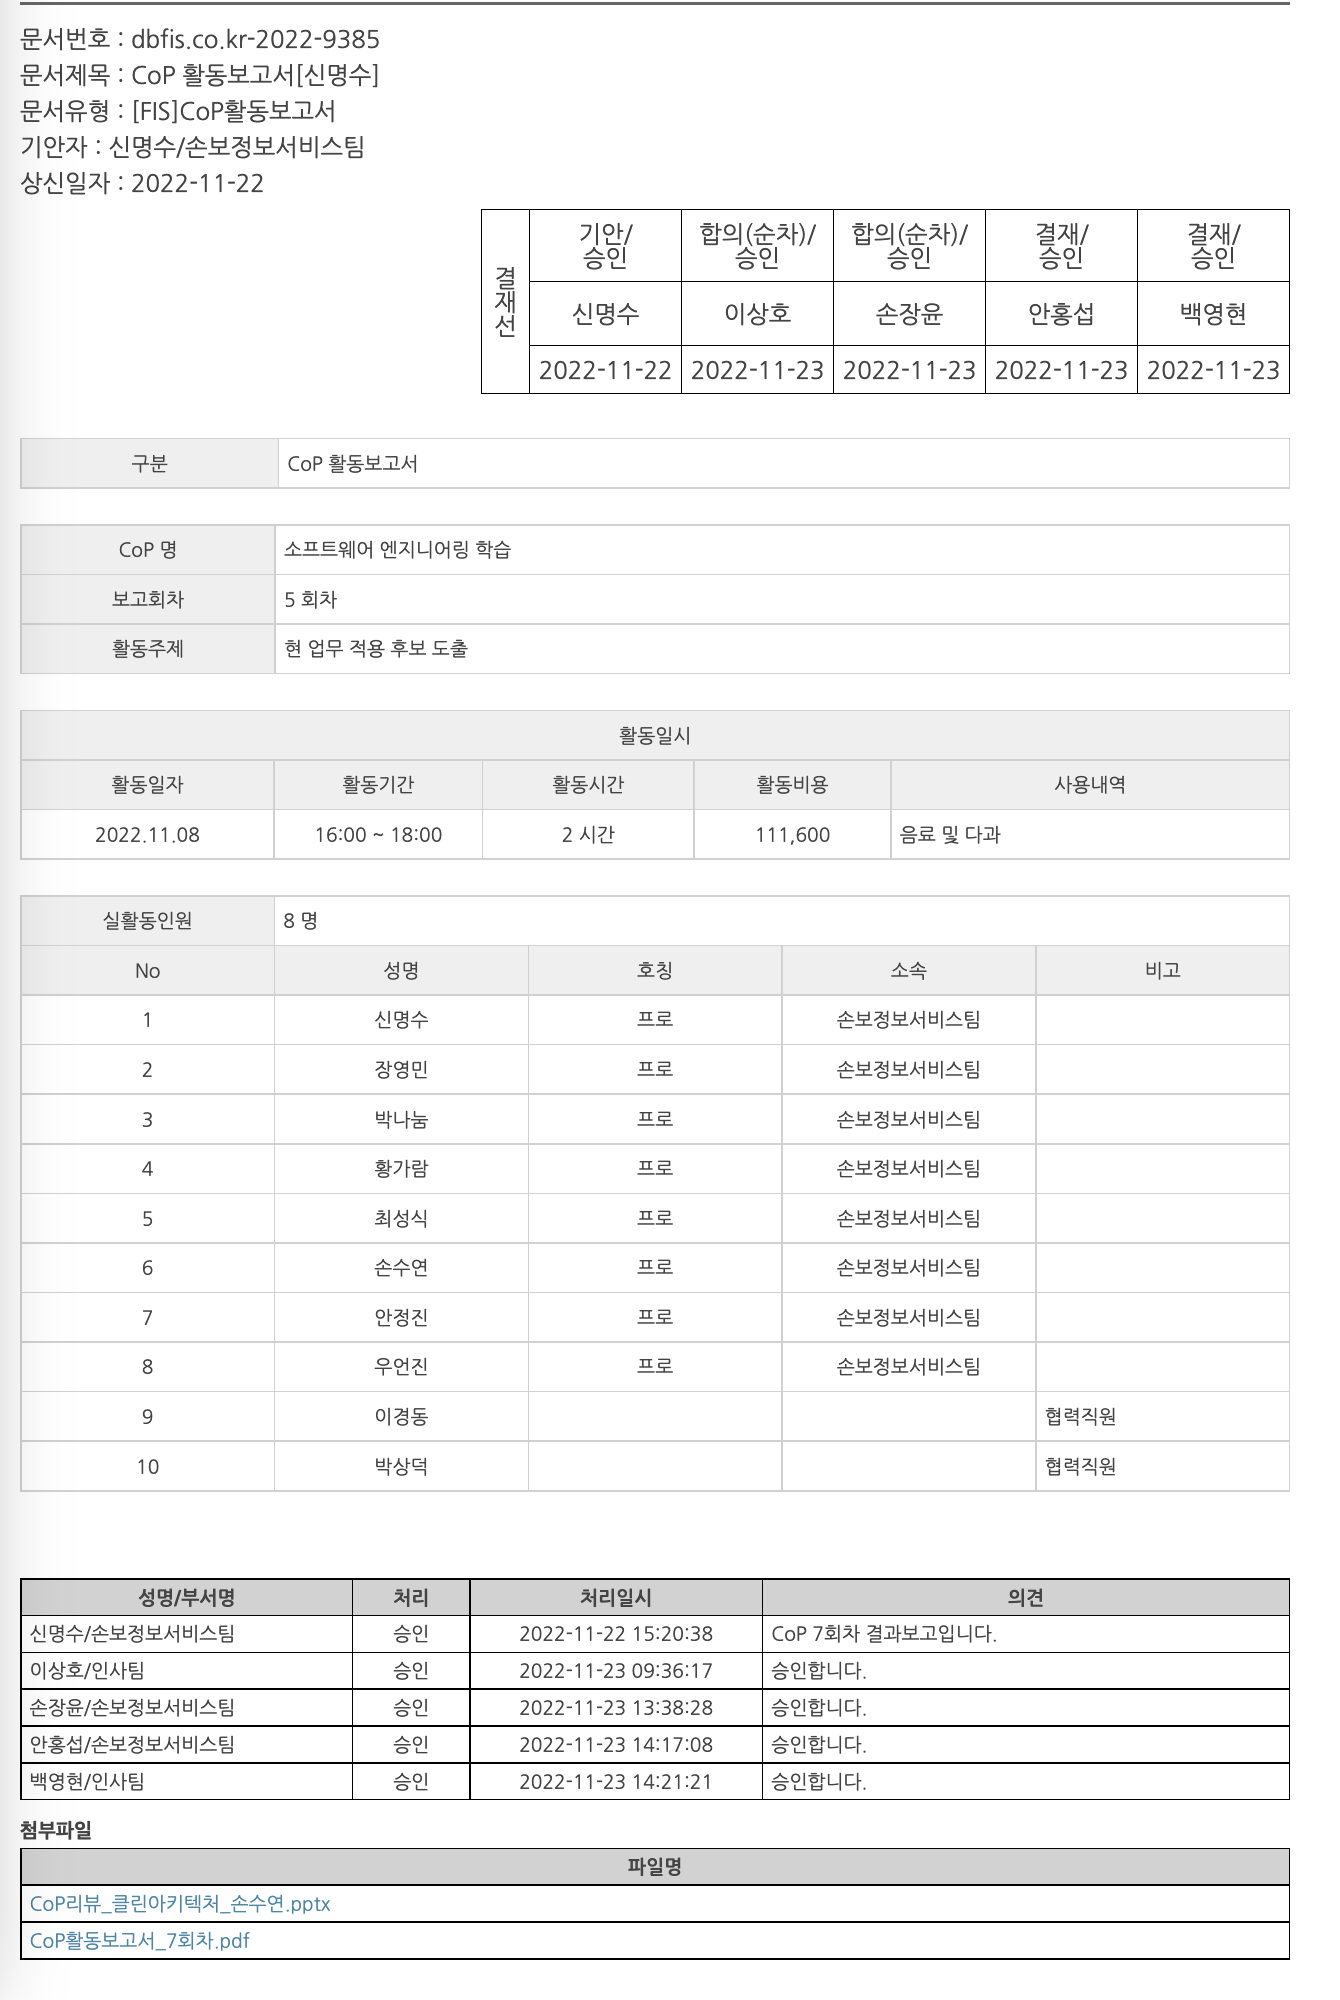 문서번호 : dbfis.co.kr-2022-9385
문서제목 : CoP 활동보고서[신명수]
문서유형 : [FIS]CoP활동보고서
기안자 : 신명수/손보정보서비스팀
상신일자 : 2022-11-22
결재선
기안/승인 합의(순차)/승인 합의(순차)/승인 결재/승인 결재/승인
신명수 이상호 손장윤 안홍섭 백영현
2022-11-22 2022-11-23 2022-11-23 2022-11-23 2022-11-23
구분 CoP 활동보고서
CoP 명 소프트웨어 엔지니어링 학습
보고회차 5 회차
활동주제 현 업무 적용 후보 도출
활동일시
활동일자 활동기간 활동시간 활동비용 사용내역
2022.11.08 16:00 ~ 18:00 2 시간 111,600 음료 및 다과
실활동인원 8 명
No 성명 호칭 소속 비고
1 신명수 프로 손보정보서비스팀
2 장영민 프로 손보정보서비스팀
3 박나눔 프로 손보정보서비스팀
4 황가람 프로 손보정보서비스팀
5 최성식 프로 손보정보서비스팀
6 손수연 프로 손보정보서비스팀
7 안정진 프로 손보정보서비스팀
8 우언진 프로 손보정보서비스팀
9 이경동 협력직원
10 박상덕 협력직원
성명/부서명 처리 처리일시 의견
신명수/손보정보서비스팀 승인 2022-11-22 15:20:38 CoP 7회차 결과보고입니다.
이상호/인사팀 승인 2022-11-23 09:36:17 승인합니다.
손장윤/손보정보서비스팀 승인 2022-11-23 13:38:28 승인합니다.
안홍섭/손보정보서비스팀 승인 2022-11-23 14:17:08 승인합니다.
백영현/인사팀 승인 2022-11-23 14:21:21 승인합니다.
첨부파일
파일명
CoP리뷰_클린아키텍처_손수연.pptx
CoP활동보고서_7회차.pdf